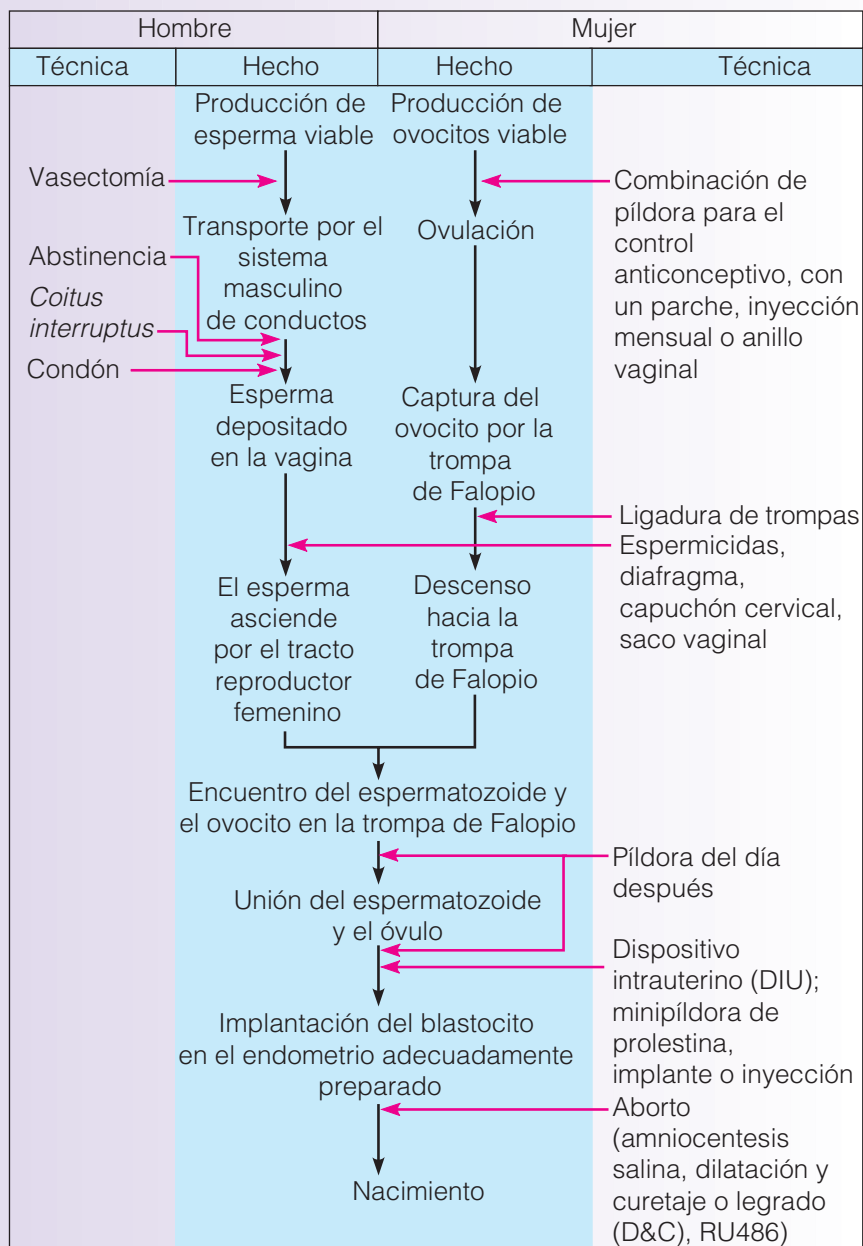 Hombre
Mujer
Técnica
Hecho
Hecho
Técnica
Producción de
esperma viable
Producción de
ovocitos viable
Vasectomía
Combinación de
píldora para el
control
anticonceptivo, con
un parche, inyección
mensual o anillo
vaginal
Transporte por el
sistema
masculino
de conductos
Ovulación
Abstinencia
Coitus
interruptus
Condón
Esperma
depositado
en la vagina
Captura del
ovocito por la
trompa
de Falopio
Ligadura de trompas
Espermicidas,
diafragma,
capuchón cervical,
saco vaginal
El esperma
asciende
por el tracto
reproductor
femenino
Descenso
hacia la
trompa
de Falopio
Encuentro del espermatozoide y
el ovocito en la trompa de Falopio
Píldora del día
después
Unión del espermatozoide
y el óvulo
Dispositivo
intrauterino (DIU);
minipíldora de
prolestina,
implante o inyección
Implantación del blastocito
en el endometrio adecuadamente
preparado
Aborto
(amniocentesis
salina, dilatación y
curetaje o legrado
(D&C), RU486)
Nacimiento